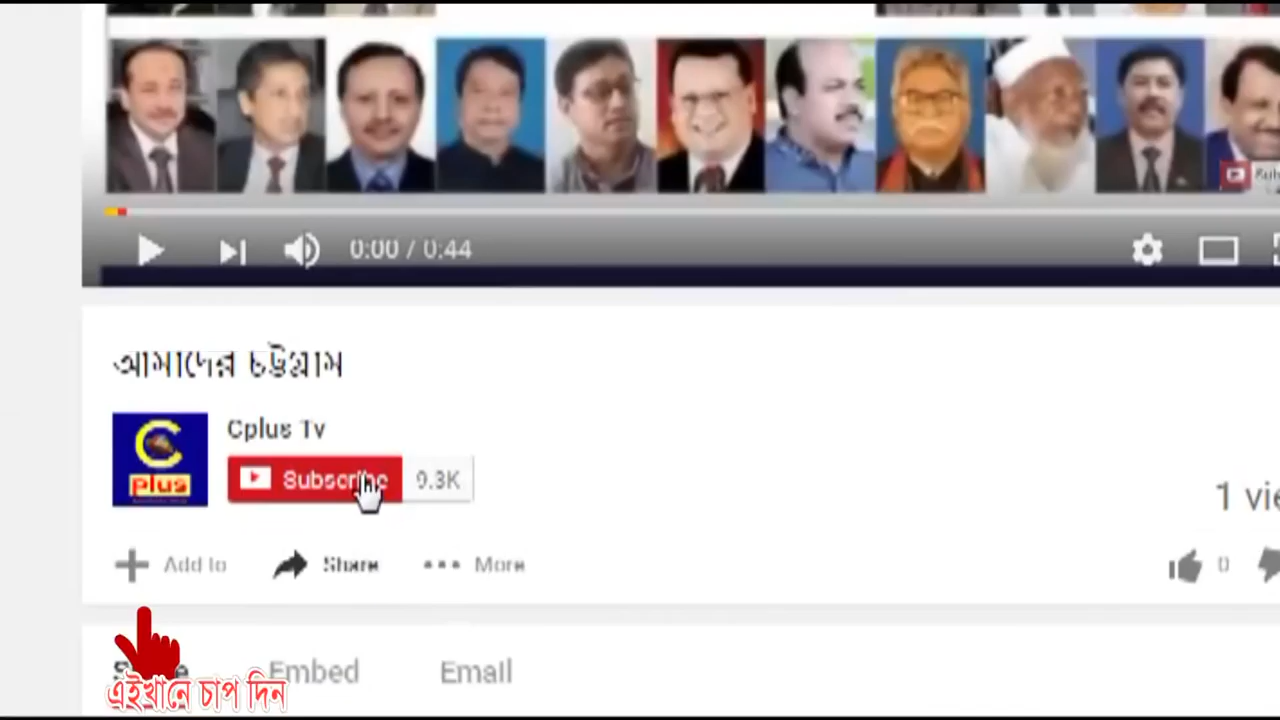 0:00 / 0:44
আমাদের চট্টগ্রাম
C
plus
Cplus Tv
Subscribe 9.3K
1
Add to Share More
0
Embed Email
এইখানে চাপ দিন